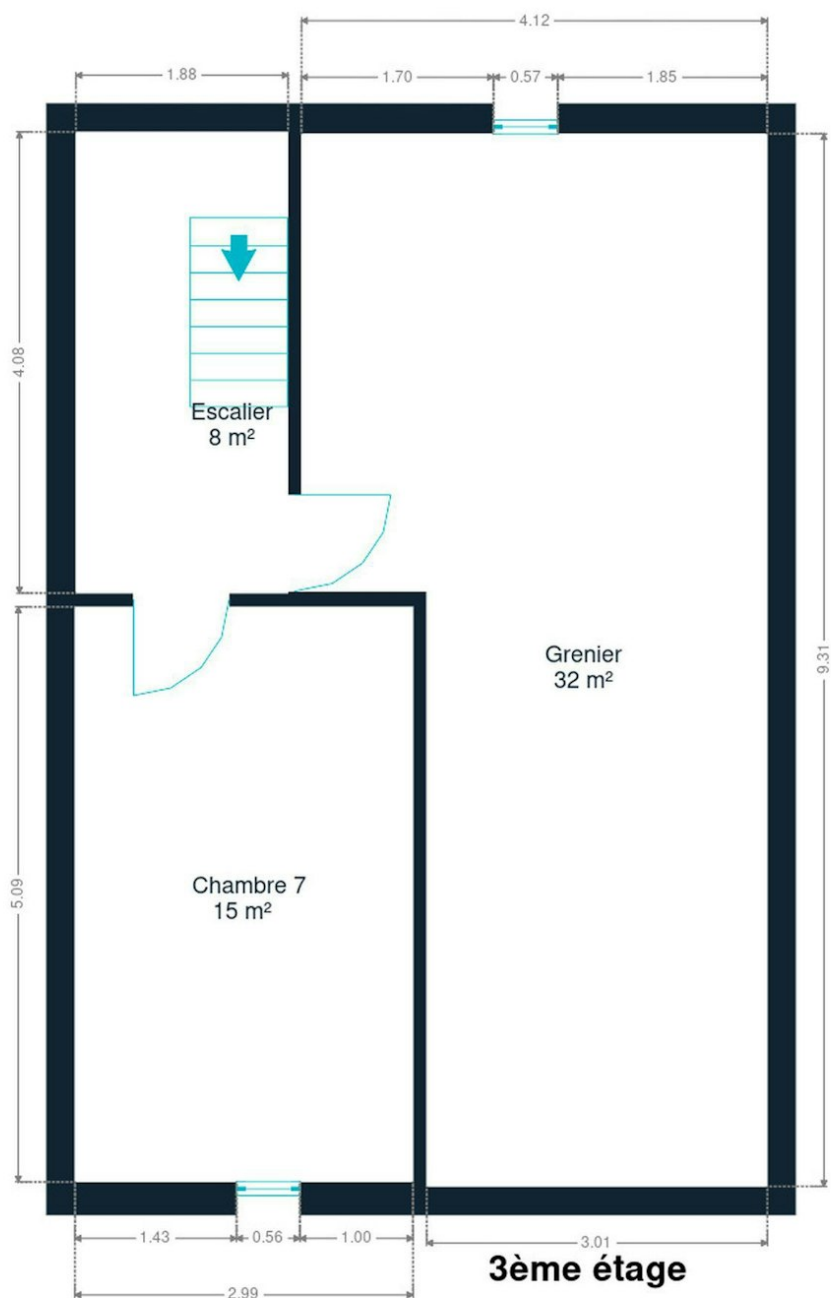 4.12
1.88
1.70
0.57
1.85
4.08
Escalier
8 m²
9.31
Grenier
32 m²
5.09
Chambre 7
15 m²
1.43
0.56
1.00
3.01
3ème étage
2.99